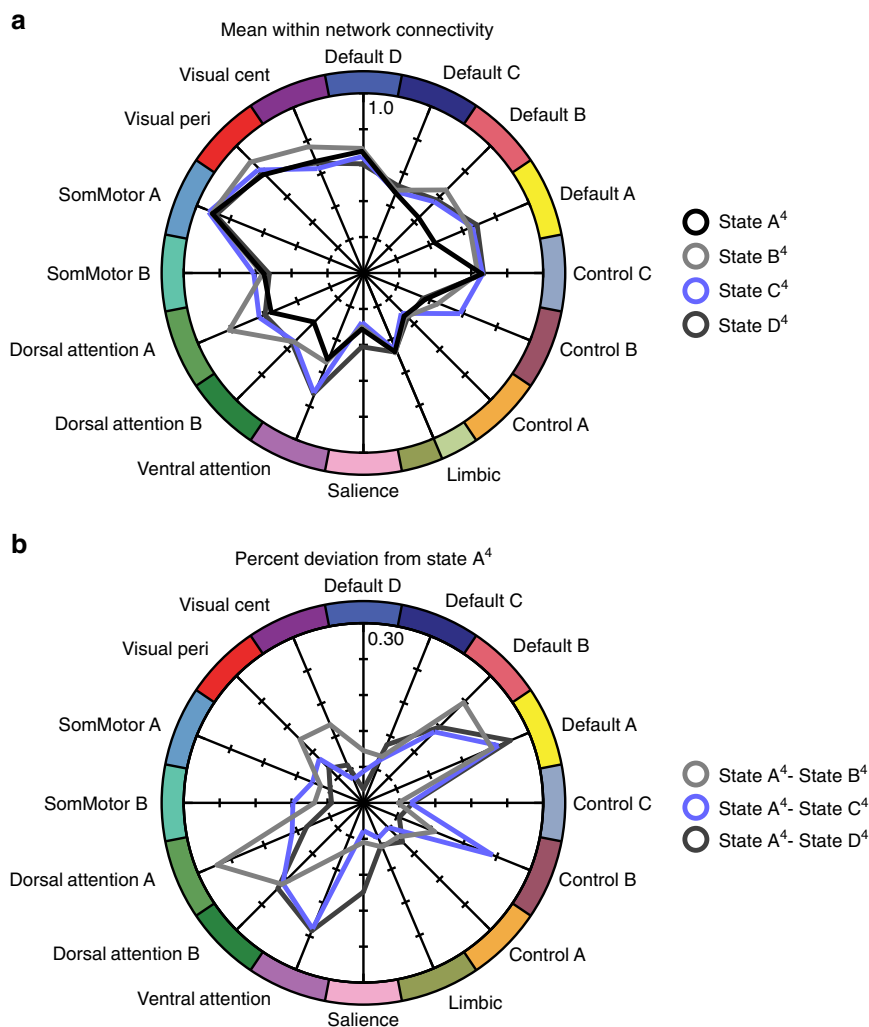 a
Mean within network connectivity
Default D
Visual cent
Default C
1.0
Default B
Visual peri
SomMotor A
Default A
State A⁴
State B⁴
SomMotor B
Control C
State C⁴
State D⁴
Dorsal attention A
Control B
Dorsal attention B
Control A
Ventral attention
Limbic
Salience
b
Percent deviation from state A⁴
Default D
Visual cent
Default C
0.30
Visual peri
Default B
SomMotor A
Default A
State A⁴- State B⁴
SomMotor B
Control C
State A⁴- State C⁴
State A⁴- State D⁴
Dorsal attention A
Control B
Dorsal attention B
Control A
Ventral attention
Limbic
Salience